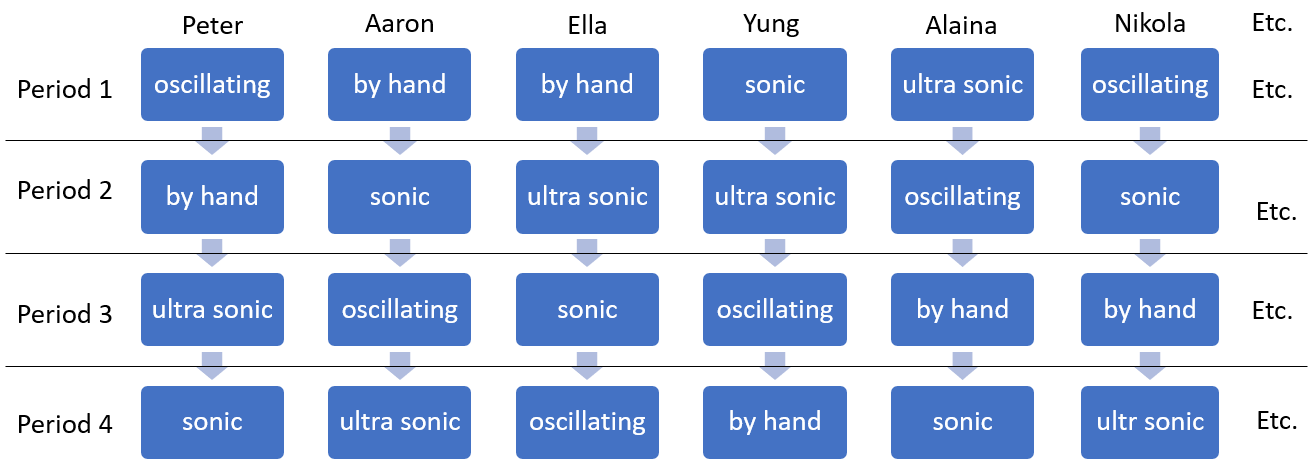 Peter Aaron Ella Yung Alaina Nikola Etc.
Period 1 oscillating by hand by hand sonic ultra sonic oscillating Etc.
Period 2 by hand sonic ultra sonic ultra sonic oscillating sonic Etc.
Period 3 ultra sonic oscillating sonic oscillating by hand by hand Etc.
Period 4 sonic ultra sonic oscillating by hand sonic ultr sonic Etc.